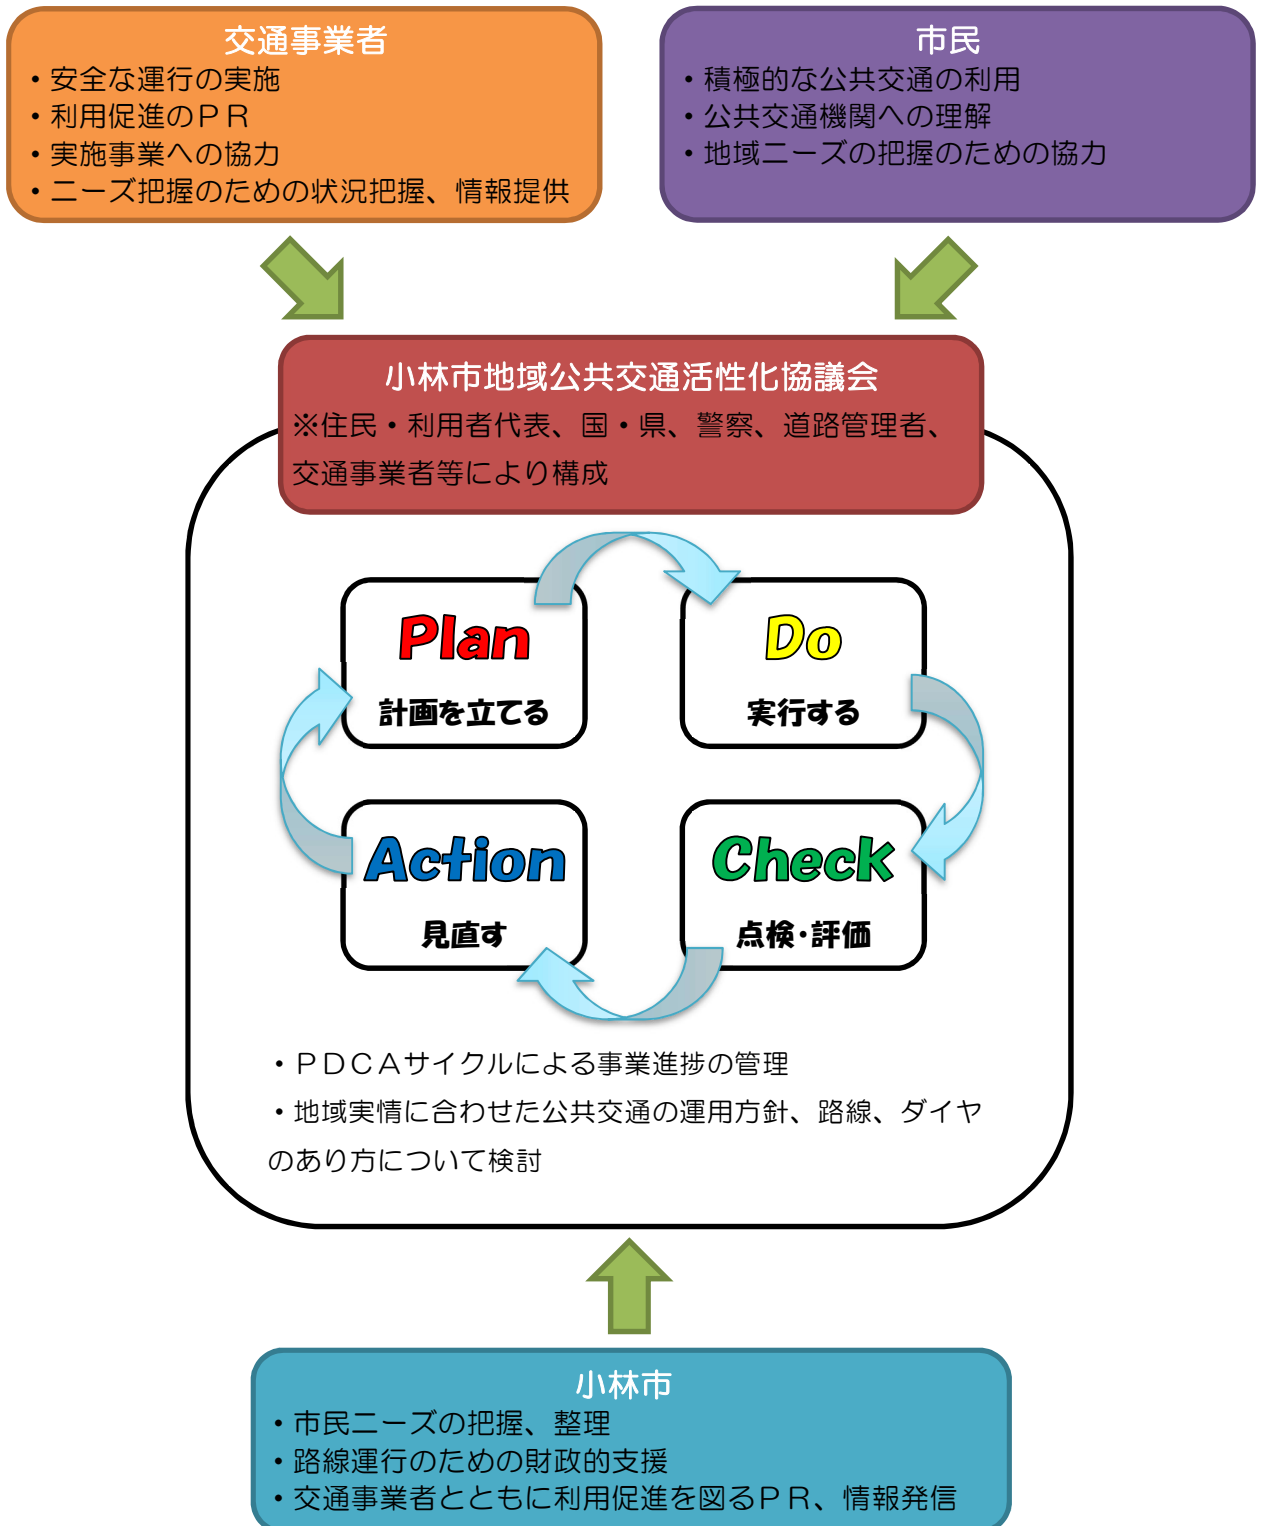 交通事業者
・安全な運行の実施
・利用促進のＰＲ
・実施事業への協力
・ニーズ把握のための状況把握、情報提供
市民
・積極的な公共交通の利用
・公共交通機関への理解
・地域ニーズの把握のための協力
小林市地域公共交通活性化協議会
※住民・利用者代表、国・県、警察、道路管理者、
交通事業者等により構成
Plan
計画を立てる
Do
実行する
Action
見直す
Check
点検・評価
・ＰＤＣＡサイクルによる事業進捗の管理
・地域実情に合わせた公共交通の運用方針、路線、ダイヤ
のあり方について検討
小林市
・市民ニーズの把握、整理
・路線運行のための財政的支援
・交通事業者とともに利用促進を図るＰＲ、情報発信